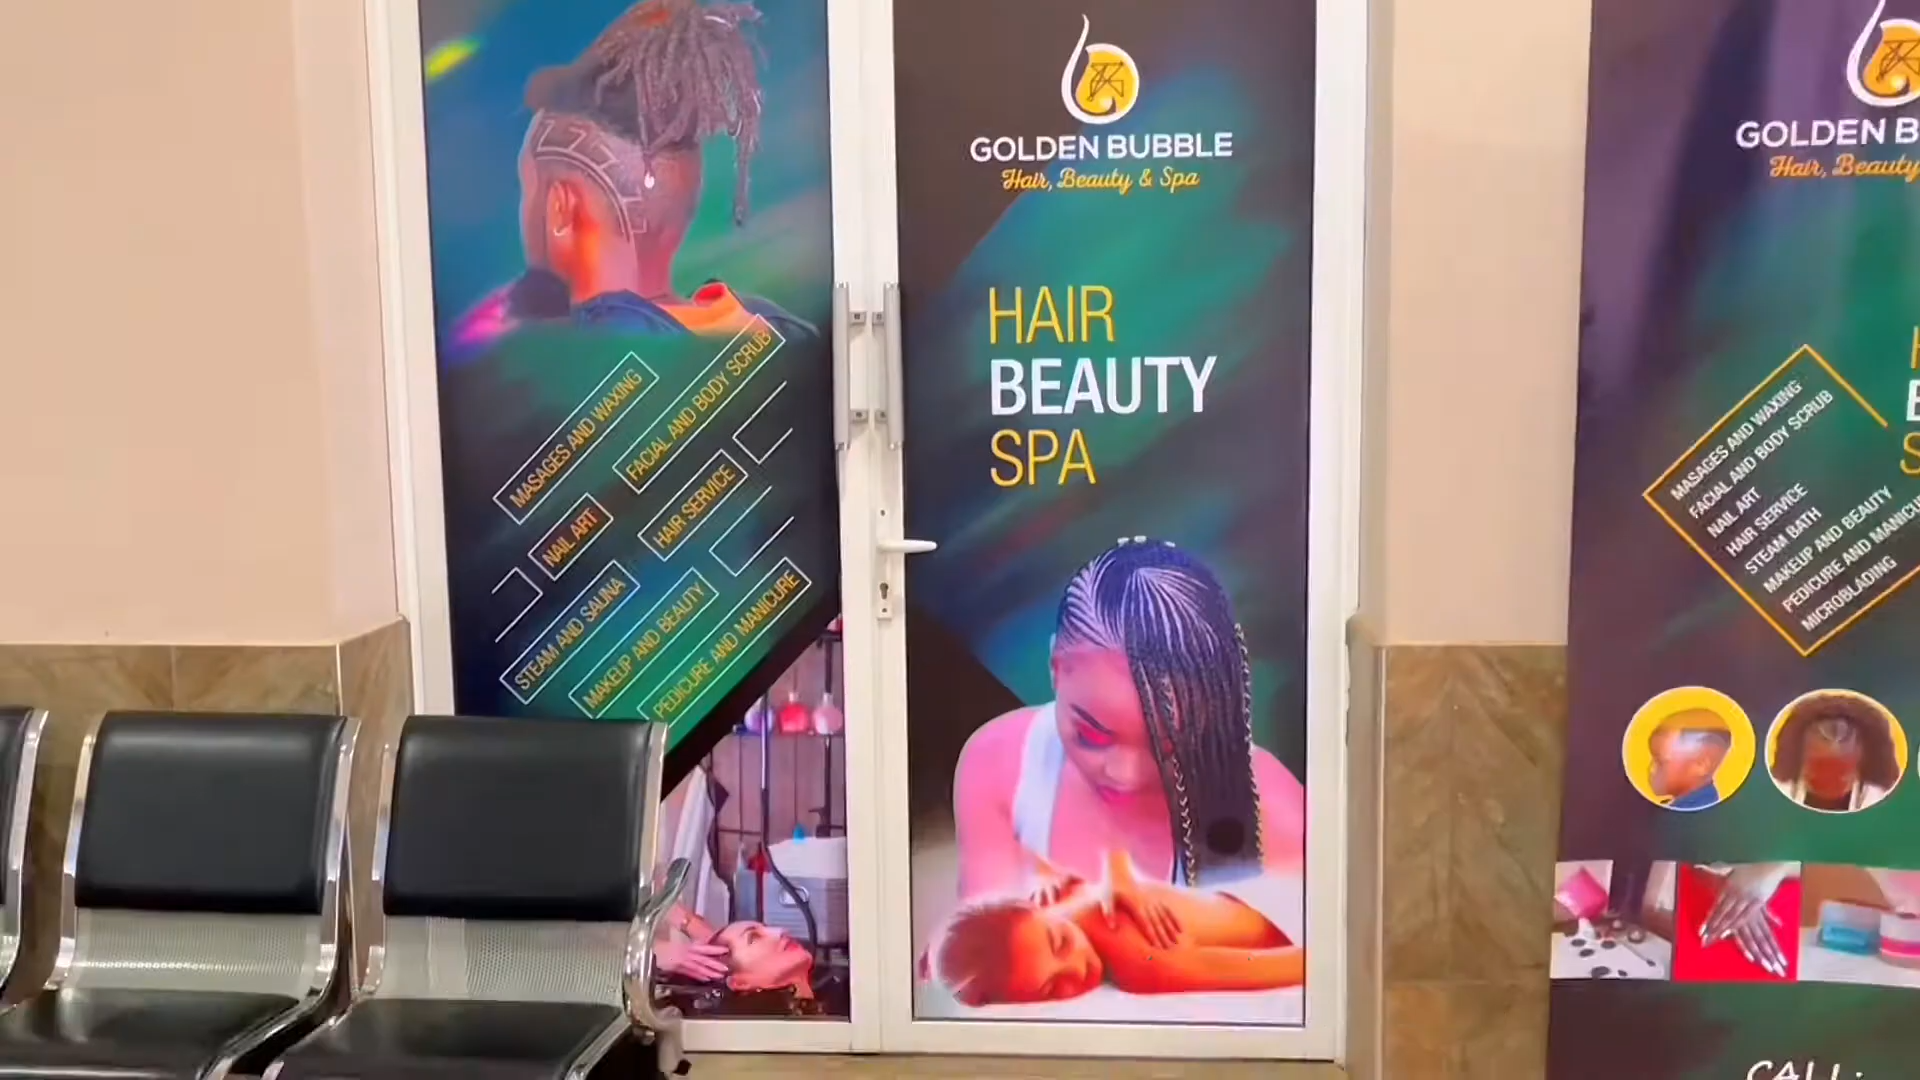 MASAGES AND WAXING
FACIAL AND BODY SCRUB
NAIL ART
HAIR SERVICE
STEAM AND SAUNA
MAKEUP AND BEAUTY
PEDICURE AND MANICURE
GOLDEN BUBBLE
Hair, Beauty & Spa
HAIR
BEAUTY
SPA
GOLDEN B
Hair, Beauty
MASAGES AND WAXING
FACIAL AND BODY SCRUB
NAIL ART
HAIR SERVICE
STEAM BATH
MAKEUP AND BEAUTY
PEDICURE AND MANICU
MICROBLADING
CALL: